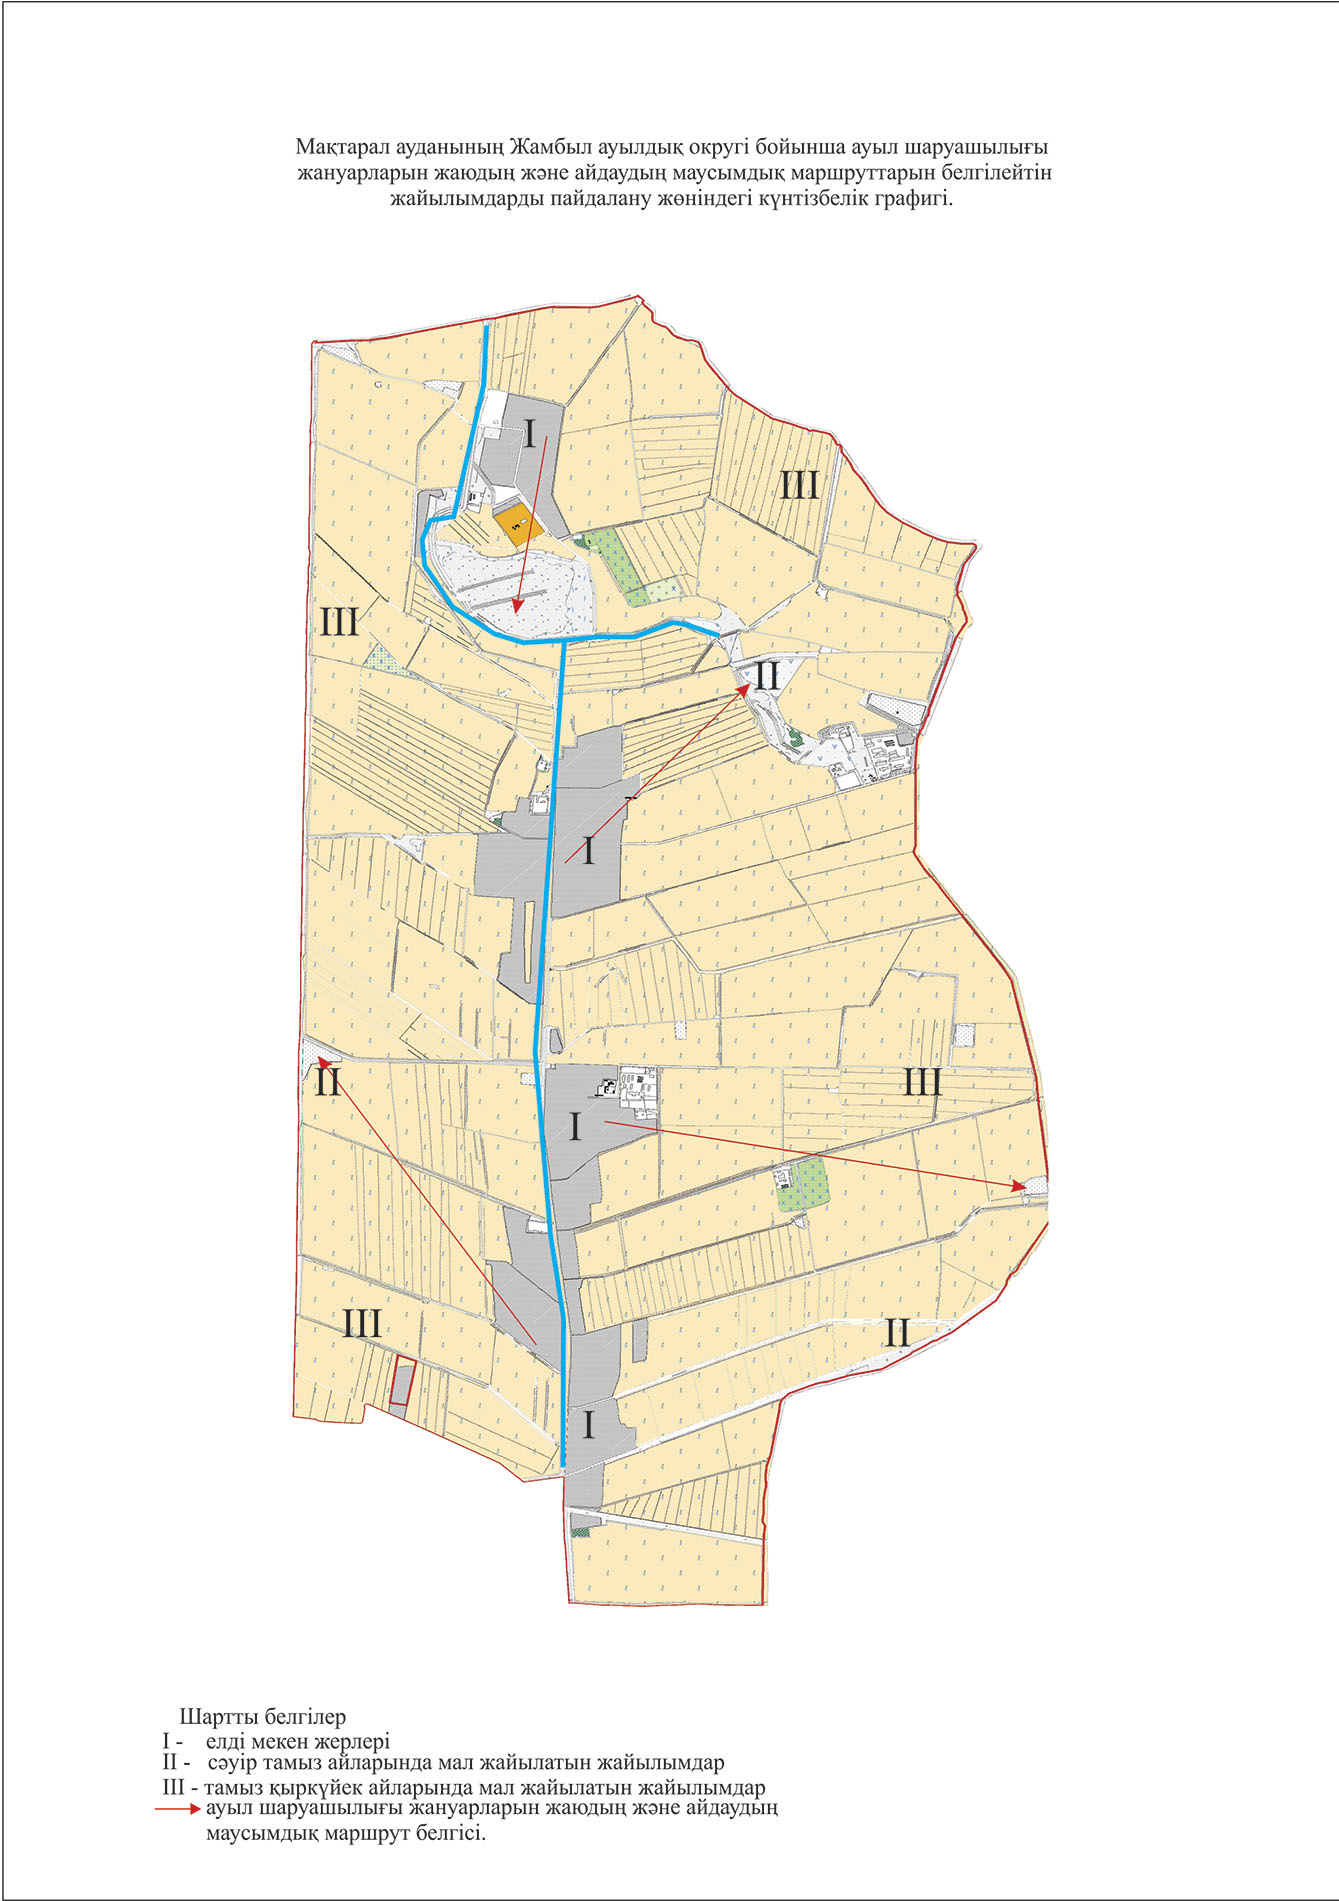 Мақтарал ауданының Жамбыл ауылдық округі бойынша ауыл шаруашылығы
жануарларын жаюдың және айдаудың маусымдық маршруттарын белгілейтін
жайылымдарды пайдалану жөніндегі күнтізбелік графигі.
I
III
III
II
I
II
III
I
III
II
I
Шартты белгілер
I - елді мекен жерлері
II - сәуір тамыз айларында мал жайылатын жайылымдар
III - тамыз қыркүйек айларында мал жайылатын жайылымдар
ауыл шаруашылығы жануарларын жаюдың және айдаудың
маусымдық маршрут белгісі.